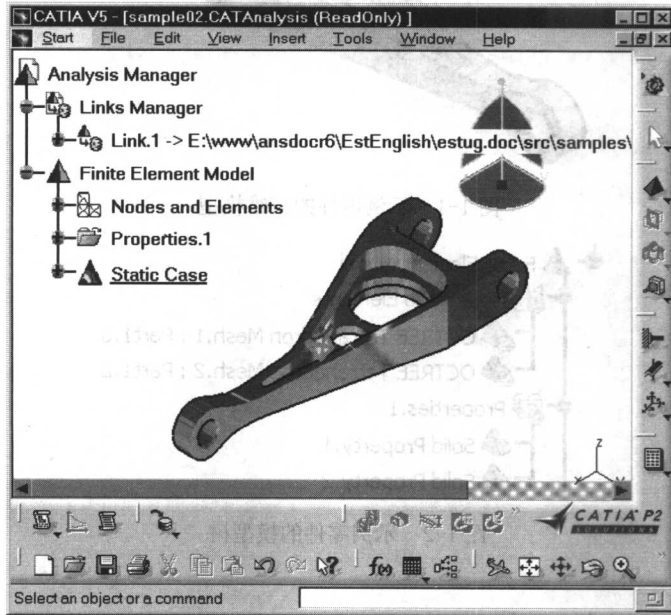 CATIA V5 - [sample02.CATAnalysis (ReadOnly) ]
Start File Edit View Insert Tools Window Help
Analysis Manager
Links Manager
Link.1 -> E:\www\ansdocr6\EstEnglish\estug.doc\src\samples\
Finite Element Model
Nodes and Elements
Properties.1
Static Case
z
CATIA P2
SOLUTIONS
Select an object or a command